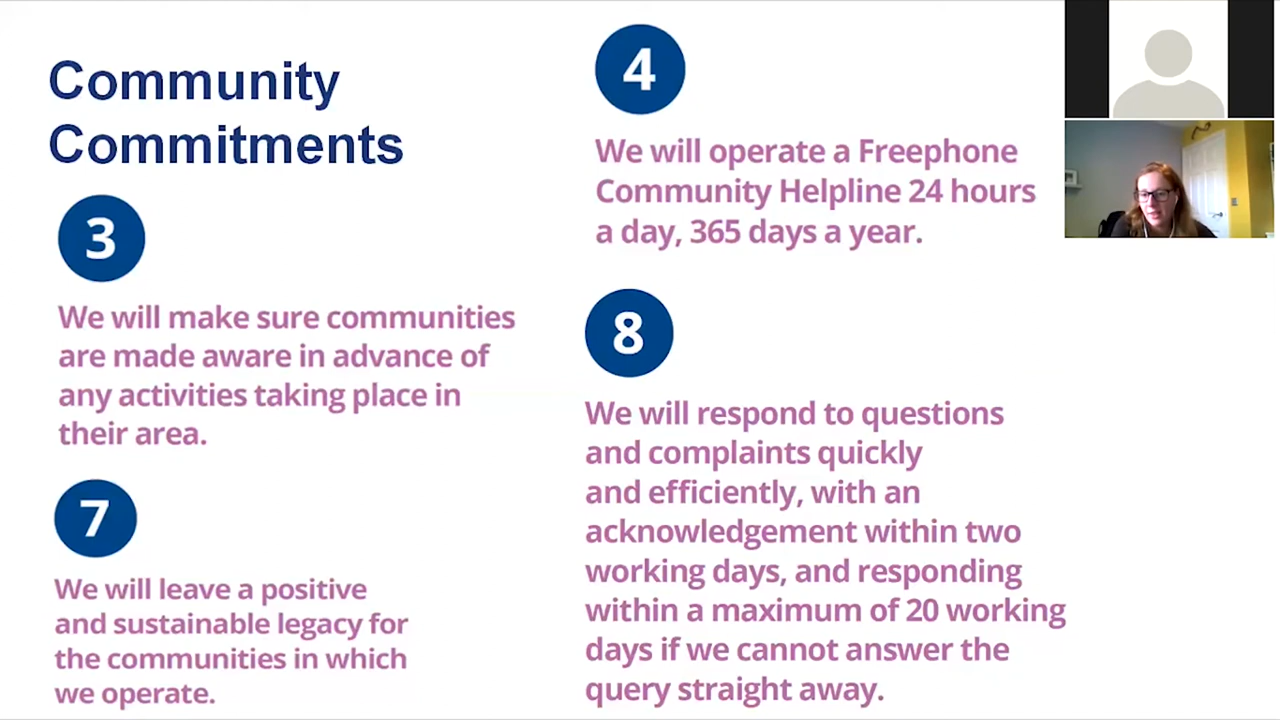 Community
Commitments
3
We will make sure communities
are made aware in advance of
any activities taking place in
their area.
7
We will leave a positive
and sustainable legacy for
the communities in which
we operate.
4
We will operate a Freephone
Community Helpline 24 hours
a day, 365 days a year.
8
We will respond to questions
and complaints quickly
and efficiently, with an
acknowledgement within two
working days, and responding
within a maximum of 20 working
days if we cannot answer the
query straight away.